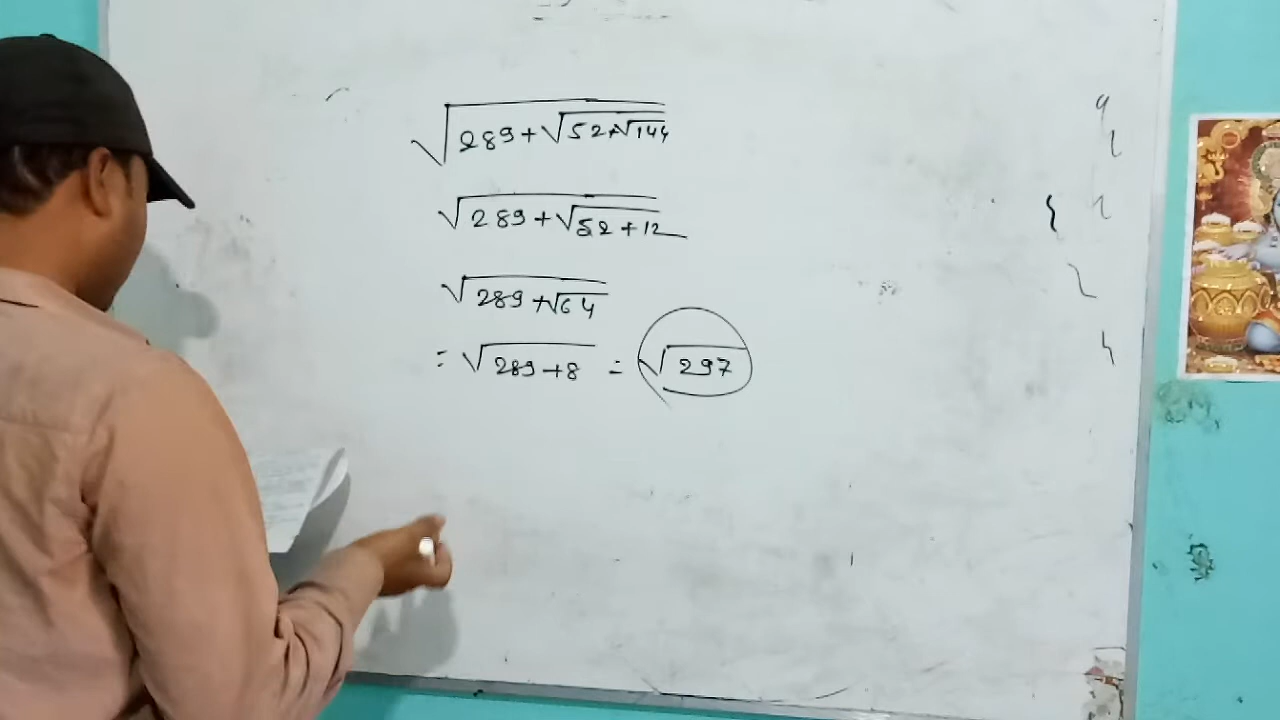 √289+√52+√144
√289+√52+12
√289+√64
= √289+8 = √297